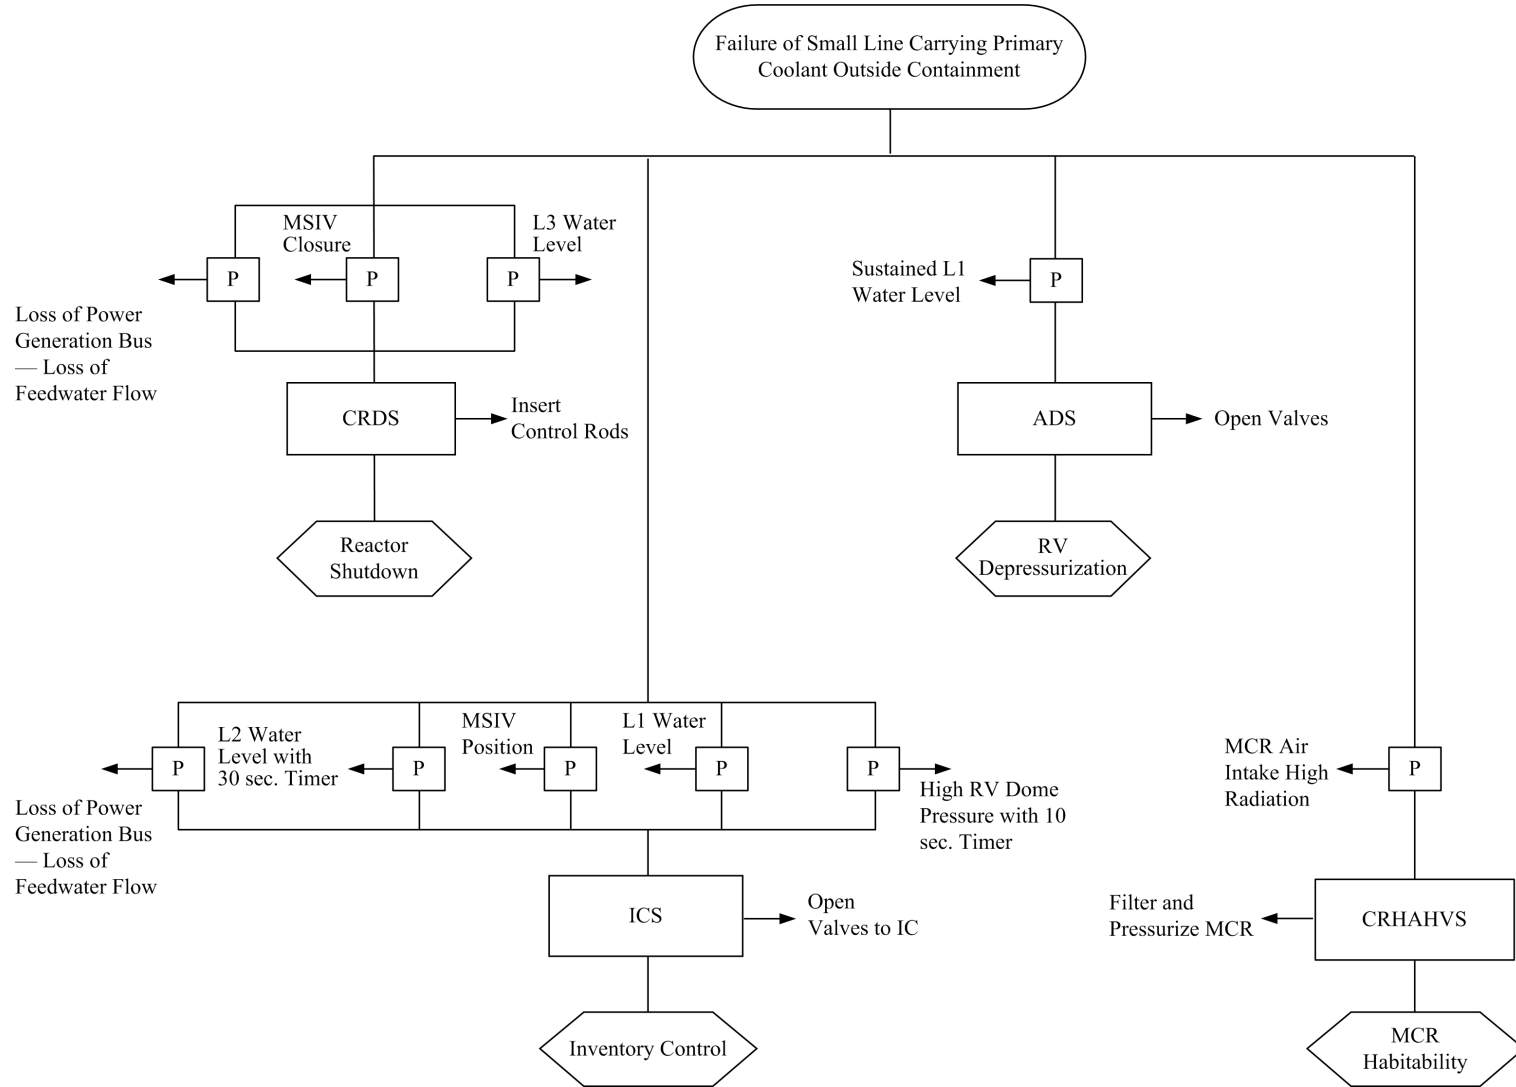 Failure of Small Line Carrying Primary
Coolant Outside Containment
MSIV
Closure
L3 Water
Level
P
P
P
Loss of Power
Generation Bus
— Loss of
Feedwater Flow
CRDS
Insert
Control Rods
Reactor
Shutdown
Sustained L1
Water Level
P
ADS
Open Valves
RV
Depressurization
L2 Water
Level with
30 sec. Timer
MSIV
Position
L1 Water
Level
P
P
P
P
P
Loss of Power
Generation Bus
— Loss of
Feedwater Flow
High RV Dome
Pressure with 10
sec. Timer
ICS
Open
Valves to IC
Inventory Control
MCR Air
Intake High
Radiation
P
Filter and
Pressurize MCR
CRHAHVS
MCR
Habitability